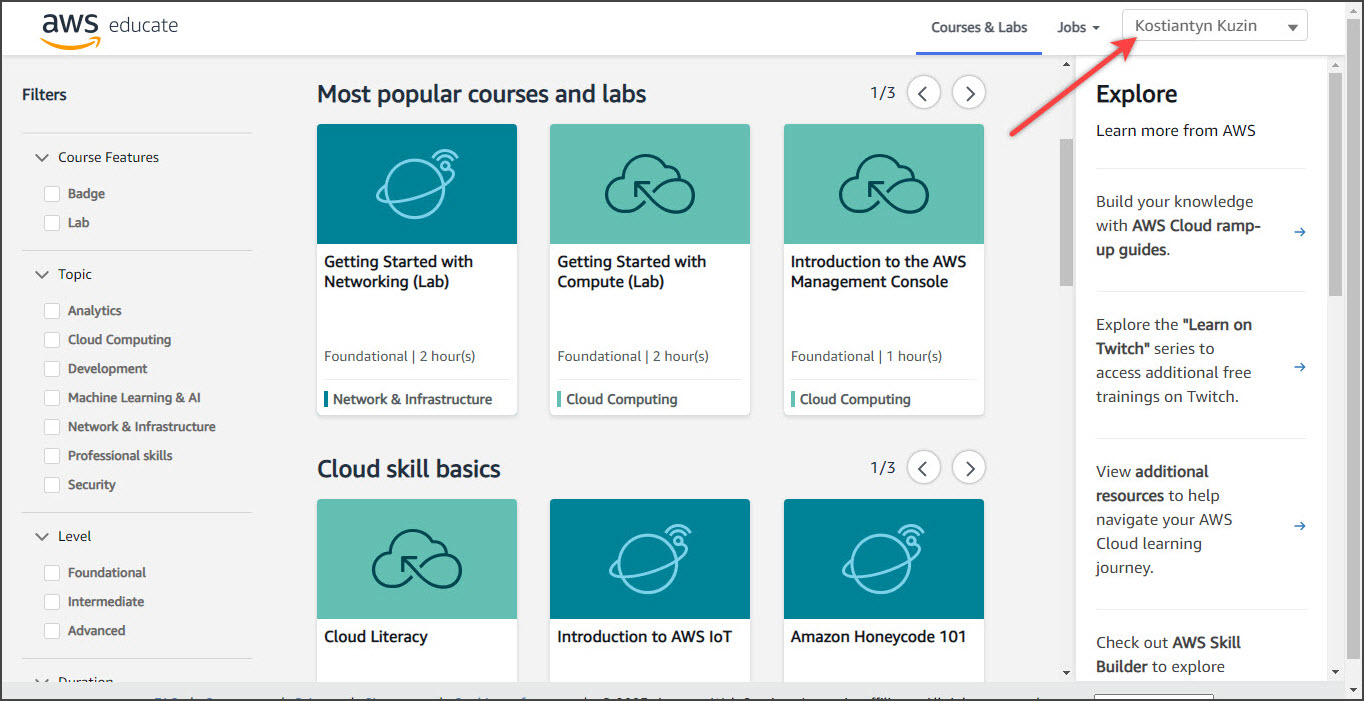 aws educate
Courses & Labs
Jobs
Kostiantyn Kuzin
Filters
Course Features
Badge
Lab
Topic
Analytics
Cloud Computing
Development
Machine Learning & AI
Network & Infrastructure
Professional skills
Security
Level
Foundational
Intermediate
Advanced
Duration
Most popular courses and labs
1/3
Getting Started with
Networking (Lab)
Foundational | 2 hour(s)
Network & Infrastructure
Getting Started with
Compute (Lab)
Foundational | 2 hour(s)
Cloud Computing
Introduction to the AWS
Management Console
Foundational | 1 hour(s)
Cloud Computing
Cloud skill basics
1/3
Cloud Literacy
Introduction to AWS IoT
Amazon Honeycode 101
Explore
Learn more from AWS
Build your knowledge
with AWS Cloud ramp-
up guides.
Explore the "Learn on
Twitch" series to
access additional free
trainings on Twitch.
View additional
resources to help
navigate your AWS
Cloud learning
journey.
Check out AWS Skill
Builder to explore